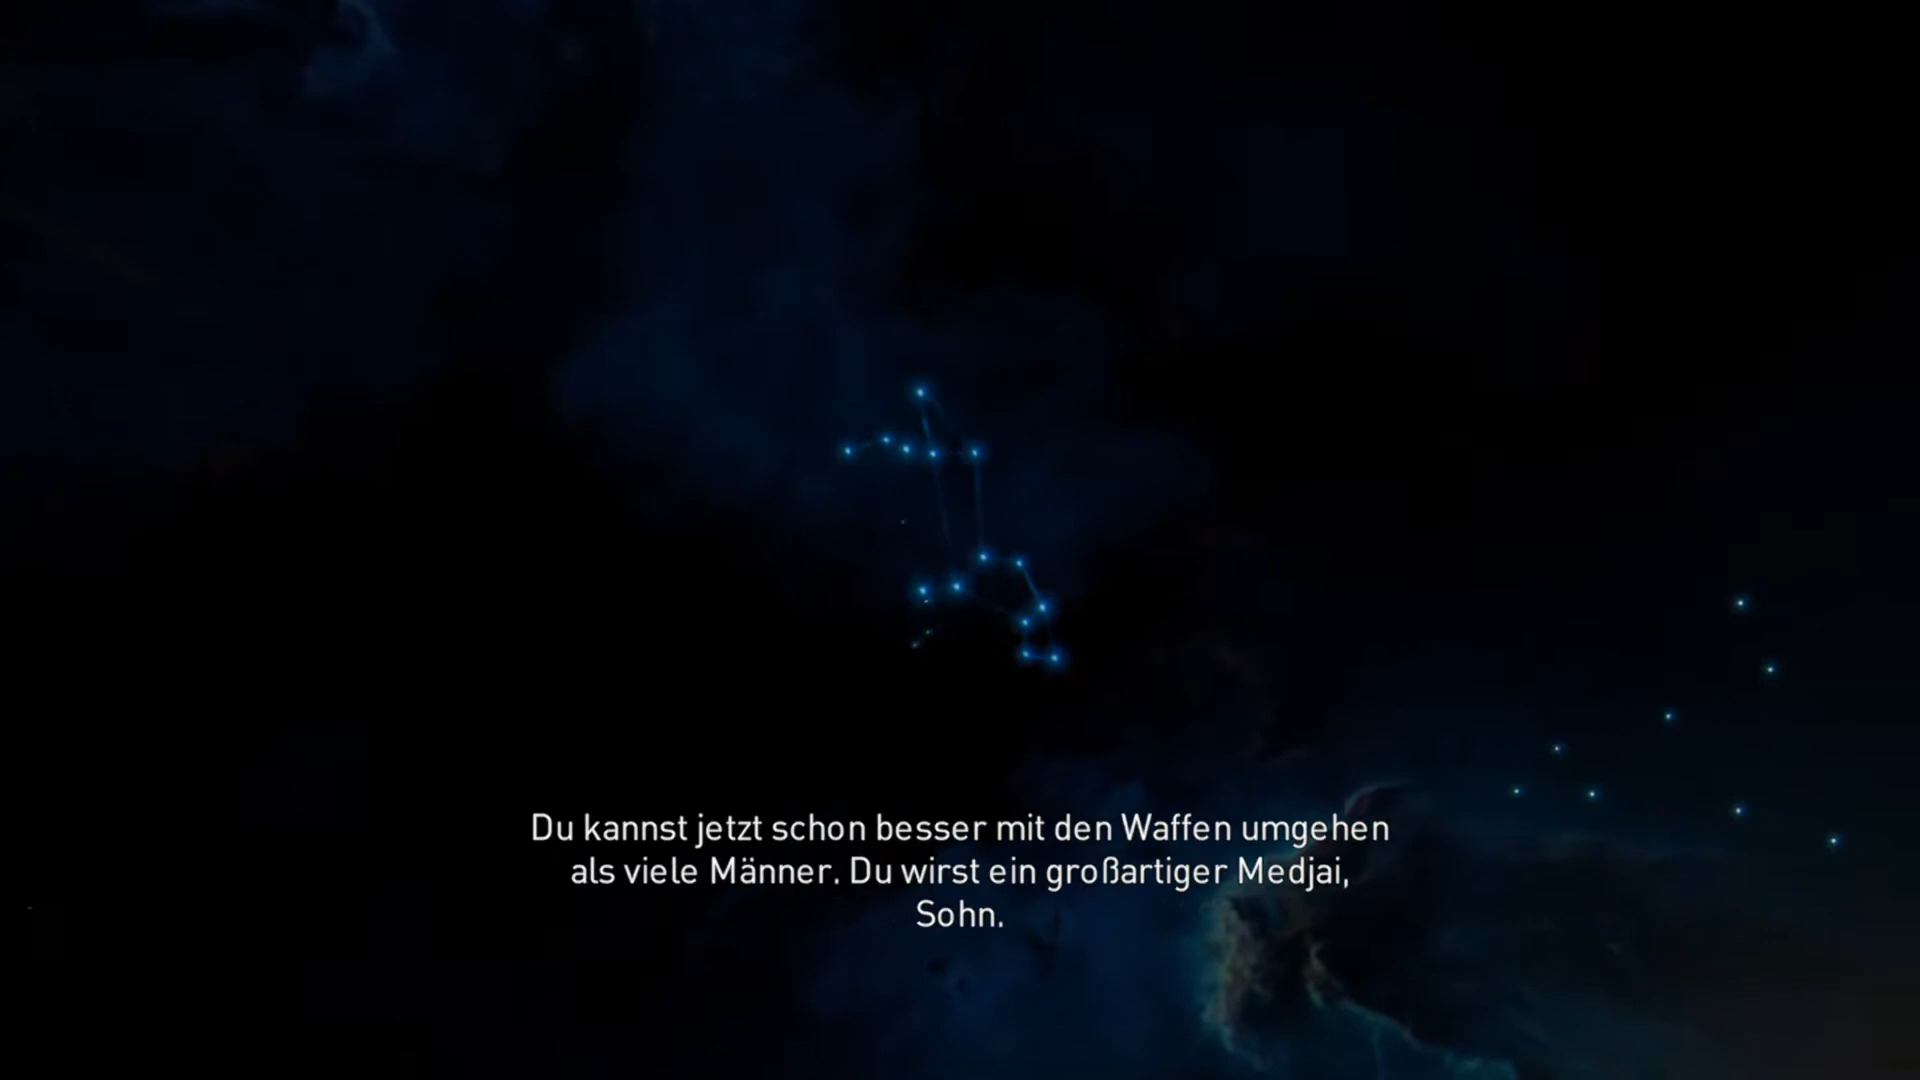 Du kannst jetzt schon besser mit den Waffen umgehen
als viele Männer. Du wirst ein großartiger Medjai,
Sohn.